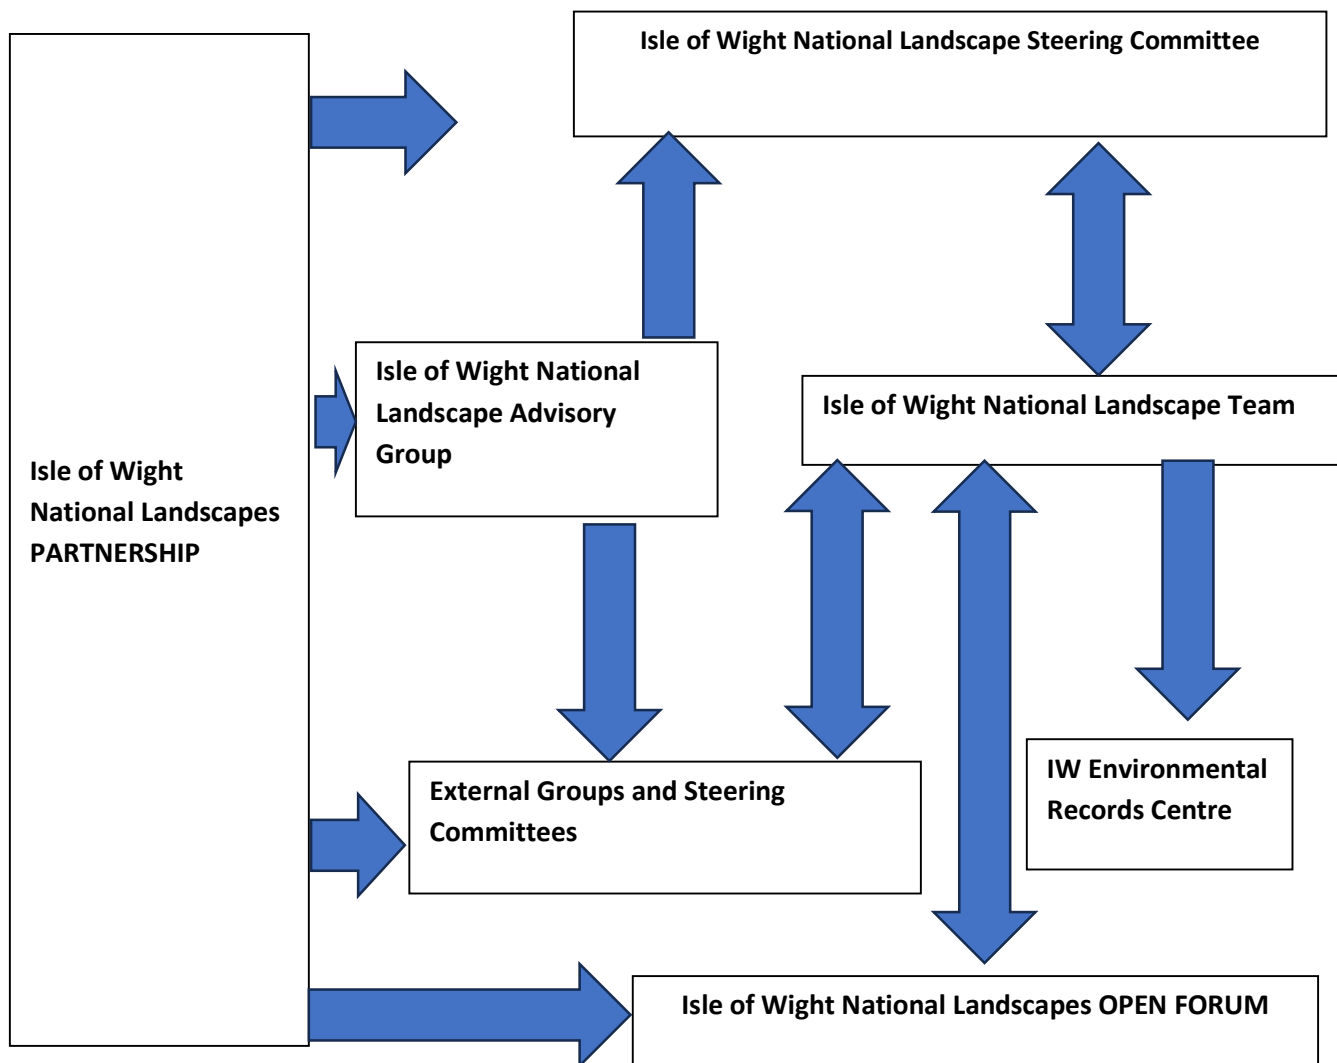 Isle of Wight National Landscape Steering Committee
Isle of Wight National
Landscape Advisory
Group
Isle of Wight National Landscape Team
Isle of Wight
National Landscapes
PARTNERSHIP
External Groups and Steering
Committees
IW Environmental
Records Centre
Isle of Wight National Landscapes OPEN FORUM